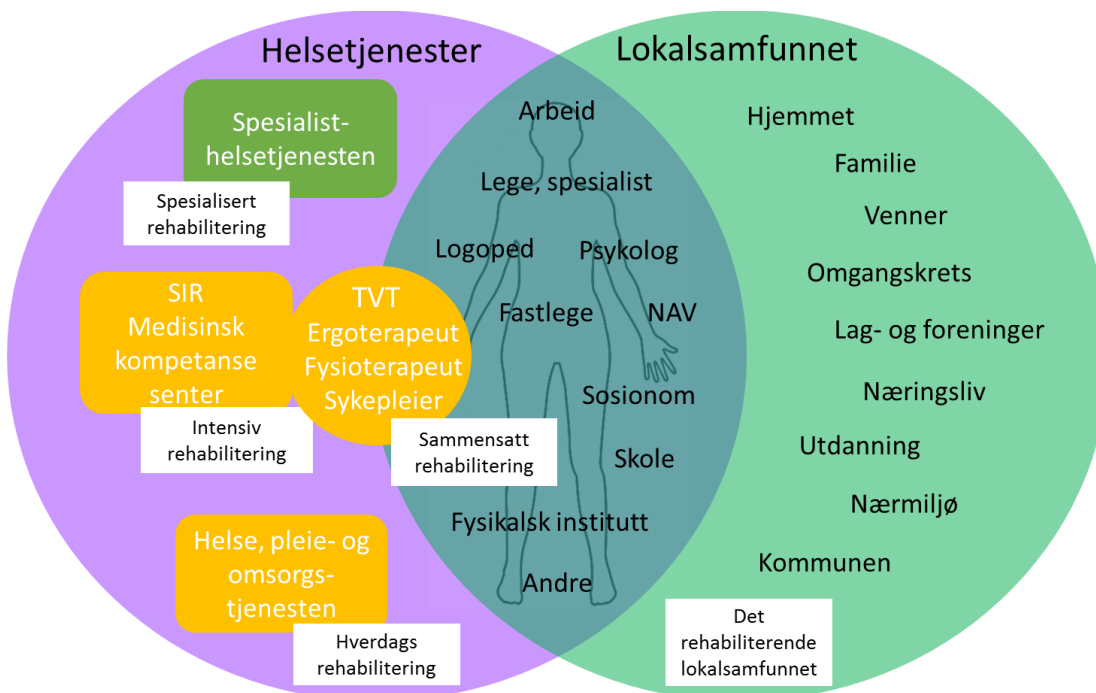 Helsetjenester
Spesialist-
helsetjenesten
Spesialisert
rehabilitering
SIR
Medisinsk
kompetanse
senter
Intensiv
rehabilitering
TVT
Ergoterapeut
Fysioterapeut
Sykepleier
Sammensatt
rehabilitering
Helse, pleie- og
omsorgs-
tjenesten
Hverdags
rehabilitering
Arbeid
Lege, spesialist
Logoped
Psykolog
Fastlege
NAV
Sosionom
Skole
Fysikalsk institutt
Andre
Lokalsamfunnet
Hjemmet
Familie
Venner
Omgangskrets
Lag- og foreninger
Næringsliv
Utdanning
Nærmiljø
Kommunen
Det
rehabiliterende
lokalsamfunnet